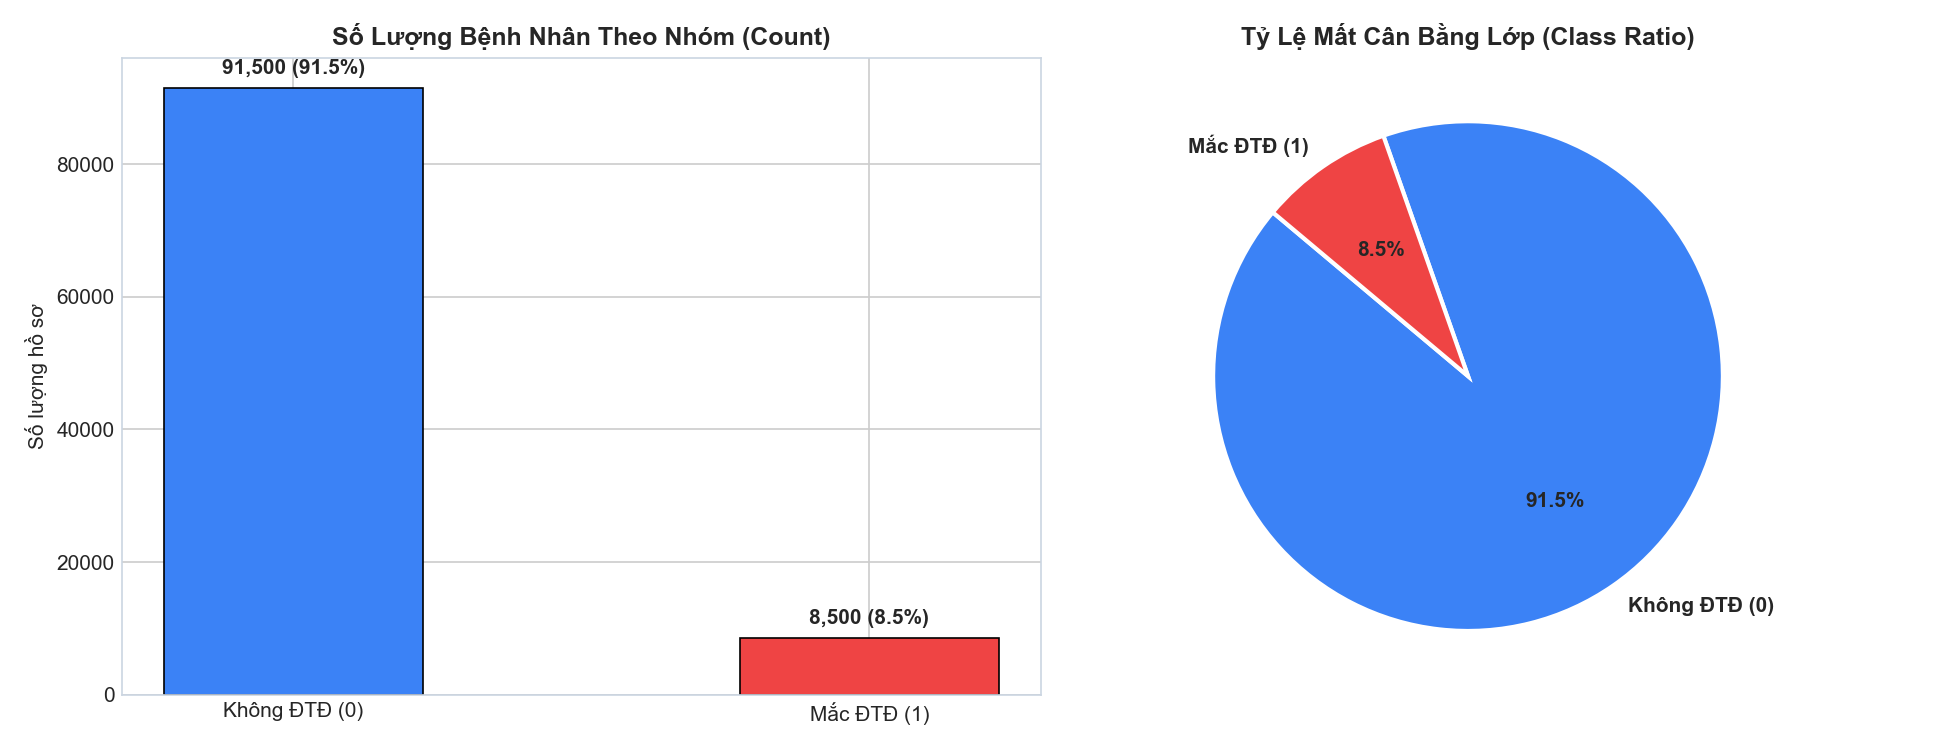 Số Lượng Bệnh Nhân Theo Nhóm (Count)
91,500 (91.5%)
80000
60000
40000
20000
0
Số lượng hồ sơ
8,500 (8.5%)
Không ĐTĐ (0)
Mắc ĐTĐ (1)
Tỷ Lệ Mất Cân Bằng Lớp (Class Ratio)
Mắc ĐTĐ (1)
8.5%
91.5%
Không ĐTĐ (0)